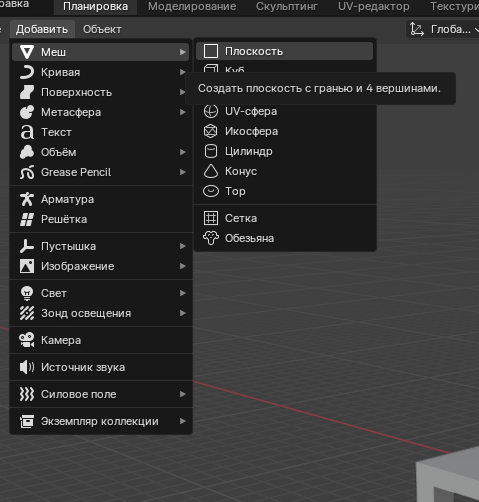 равка Планировка Моделирование Скульптинг UV-редактор Текстури
Добавить Объект Глоба...
Меш
Кривая
Поверхность
Метасфера
Текст
Объём
Grease Pencil
Арматура
Решётка
Пустышка
Изображение
Свет
Зонд освещения
Камера
Источник звука
Силовое поле
Экземпляр коллекции
Плоскость
Куб
Создать плоскость с гранью и 4 вершинами.
UV-сфера
Икосфера
Цилиндр
Конус
Тор
Сетка
Обезьяна